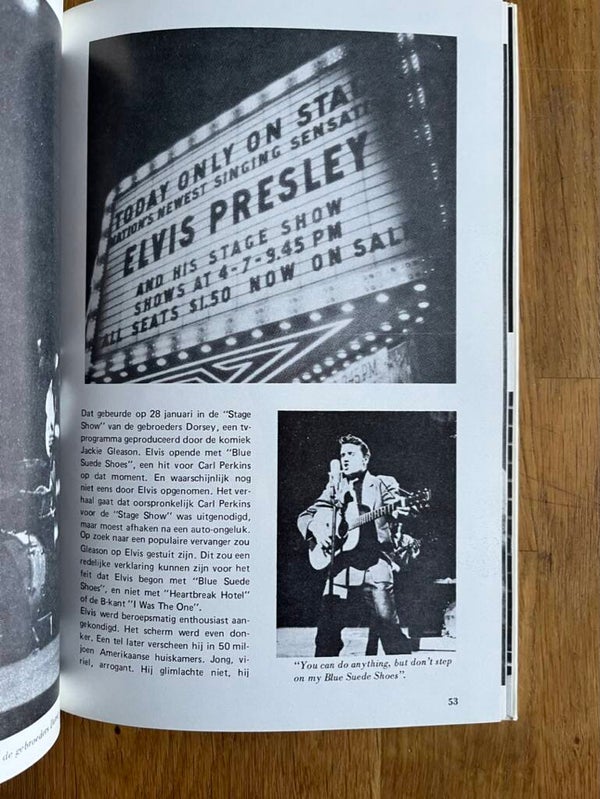 TODAY ONLY ON STA
NATION'S NEWEST SINGING SENSATI
ELVIS PRESLEY
AND HIS STAGE SHOW
SHOWS AT 4-7-9.45 PM
ALL SEATS $1.50 NOW ON SAL
Dat gebeurde op 28 januari in de "Stage
Show" van de gebroeders Dorsey, een tv-
programma geproduceerd door de komiek
Jackie Gleason. Elvis opende met "Blue
Suede Shoes", een hit voor Carl Perkins
op dat moment. En waarschijnlijk nog
niet eens door Elvis opgenomen. Het ver-
haal gaat dat oorspronkelijk Carl Perkins
voor de "Stage Show" was uitgenodigd,
maar moest afhaken na een auto-ongeluk.
Op zoek naar een populaire vervanger zou
Gleason op Elvis gestuit zijn. Dit zou een
redelijke verklaring kunnen zijn voor het
feit dat Elvis begon met "Blue Suede
Shoes", en niet met "Heartbreak Hotel"
of de B-kant "I Was The One".
Elvis werd beroepsmatig enthousiast aan-
gekondigd. Het scherm werd even don-
ker. Een tel later verscheen hij in 50 mil-
joen Amerikaanse huiskamers. Jong, vi-
riel, arrogant. Hij glimlachte niet, hij
"You can do anything, but don't step
on my Blue Suede Shoes".
53
de gebroeders